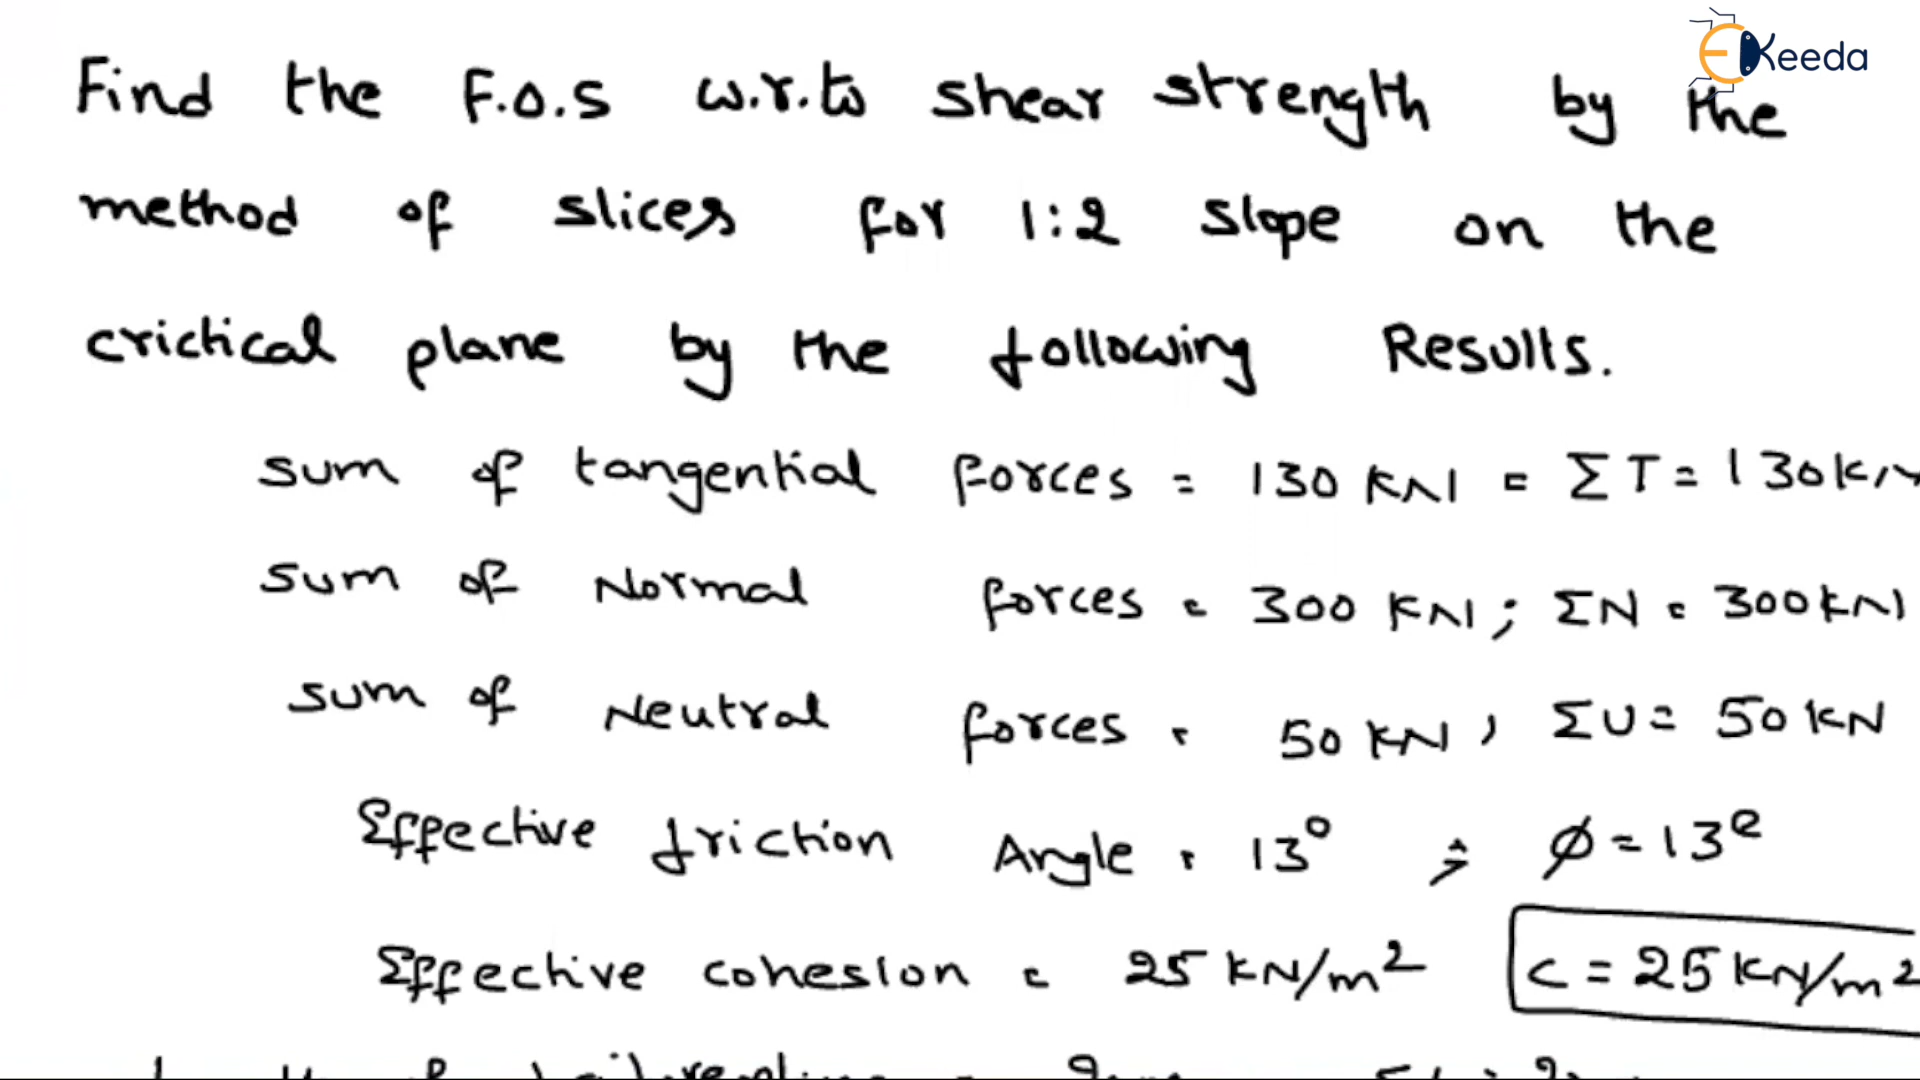 Keeda
Find the F.O.S w.r.to shear strength by the
method of slices for 1:2 slope on the
crictical plane by the following Results.
sum of tangential forces = 130 KN = ΣT = 130KN
sum of Normal forces = 300 KN; ΣN = 300KN
sum of Neutral forces = 50 KN, ΣU = 50 KN
Effective friction Angle = 13° ; φ = 13°
Effective cohesion = 25 KN/m² c = 25 KN/m²